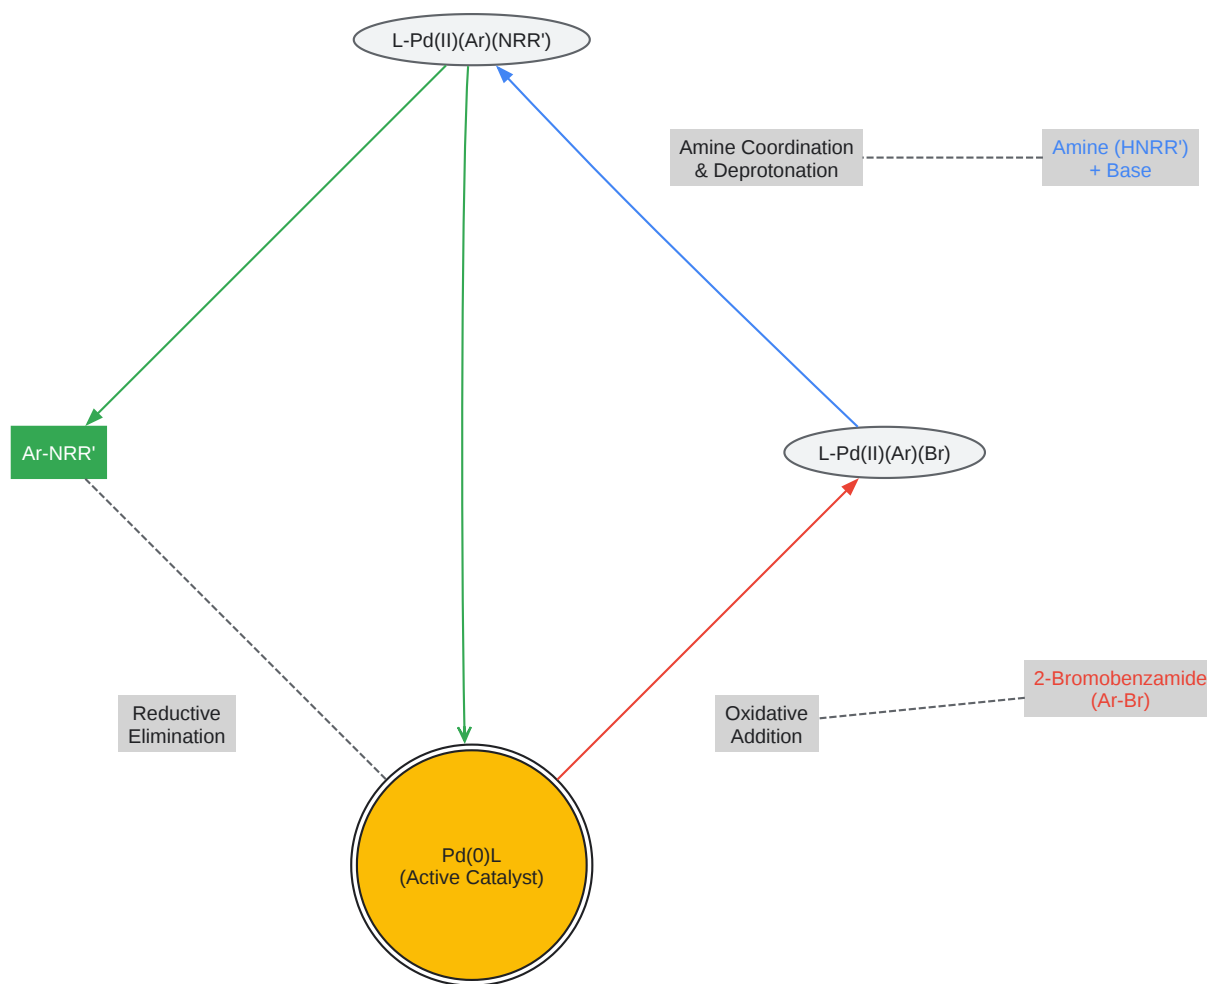 L-Pd(II)(Ar)(NRR')
Amine Coordination
& Deprotonation
Amine (HNRR')
+ Base
Ar-NRR'
L-Pd(II)(Ar)(Br)
Reductive
Elimination
Oxidative
Addition
2-Bromobenzamide
(Ar-Br)
Pd(0)L
(Active Catalyst)